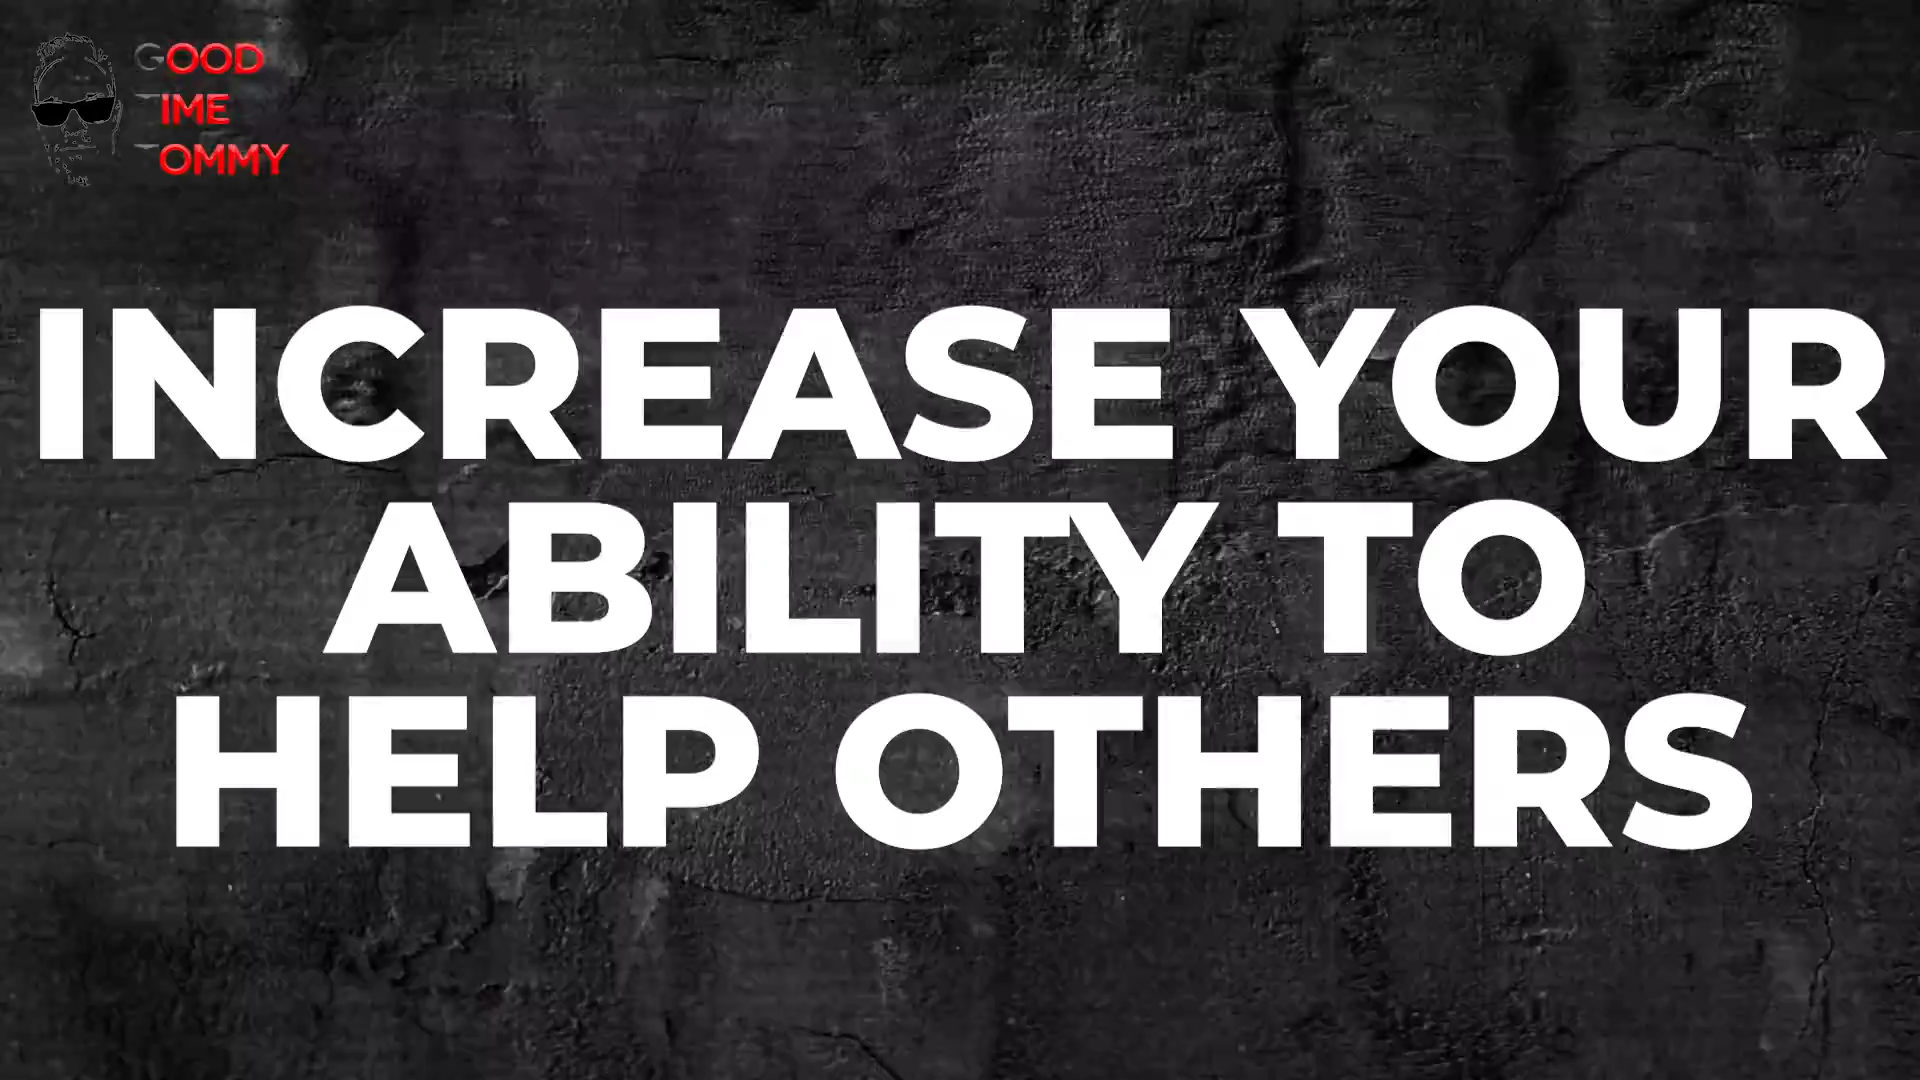 GOOD
TIME
TOMMY
INCREASE YOUR
ABILITY TO
HELP OTHERS